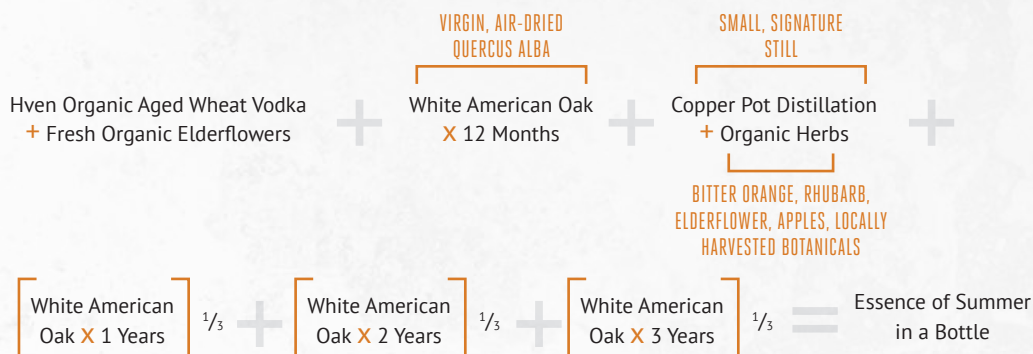 VIRGIN, AIR-DRIED
QUERCUS ALBA
SMALL, SIGNATURE
STILL
Hven Organic Aged Wheat Vodka
+ Fresh Organic Elderflowers
+
White American Oak
X 12 Months
+
Copper Pot Distillation
+ Organic Herbs
+
BITTER ORANGE, RHUBARB,
ELDERFLOWER, APPLES, LOCALLY
HARVESTED BOTANICALS
[White American
Oak X 1 Years] 1/3
+
[White American
Oak X 2 Years] 1/3
+
[White American
Oak X 3 Years] 1/3
=
Essence of Summer
in a Bottle